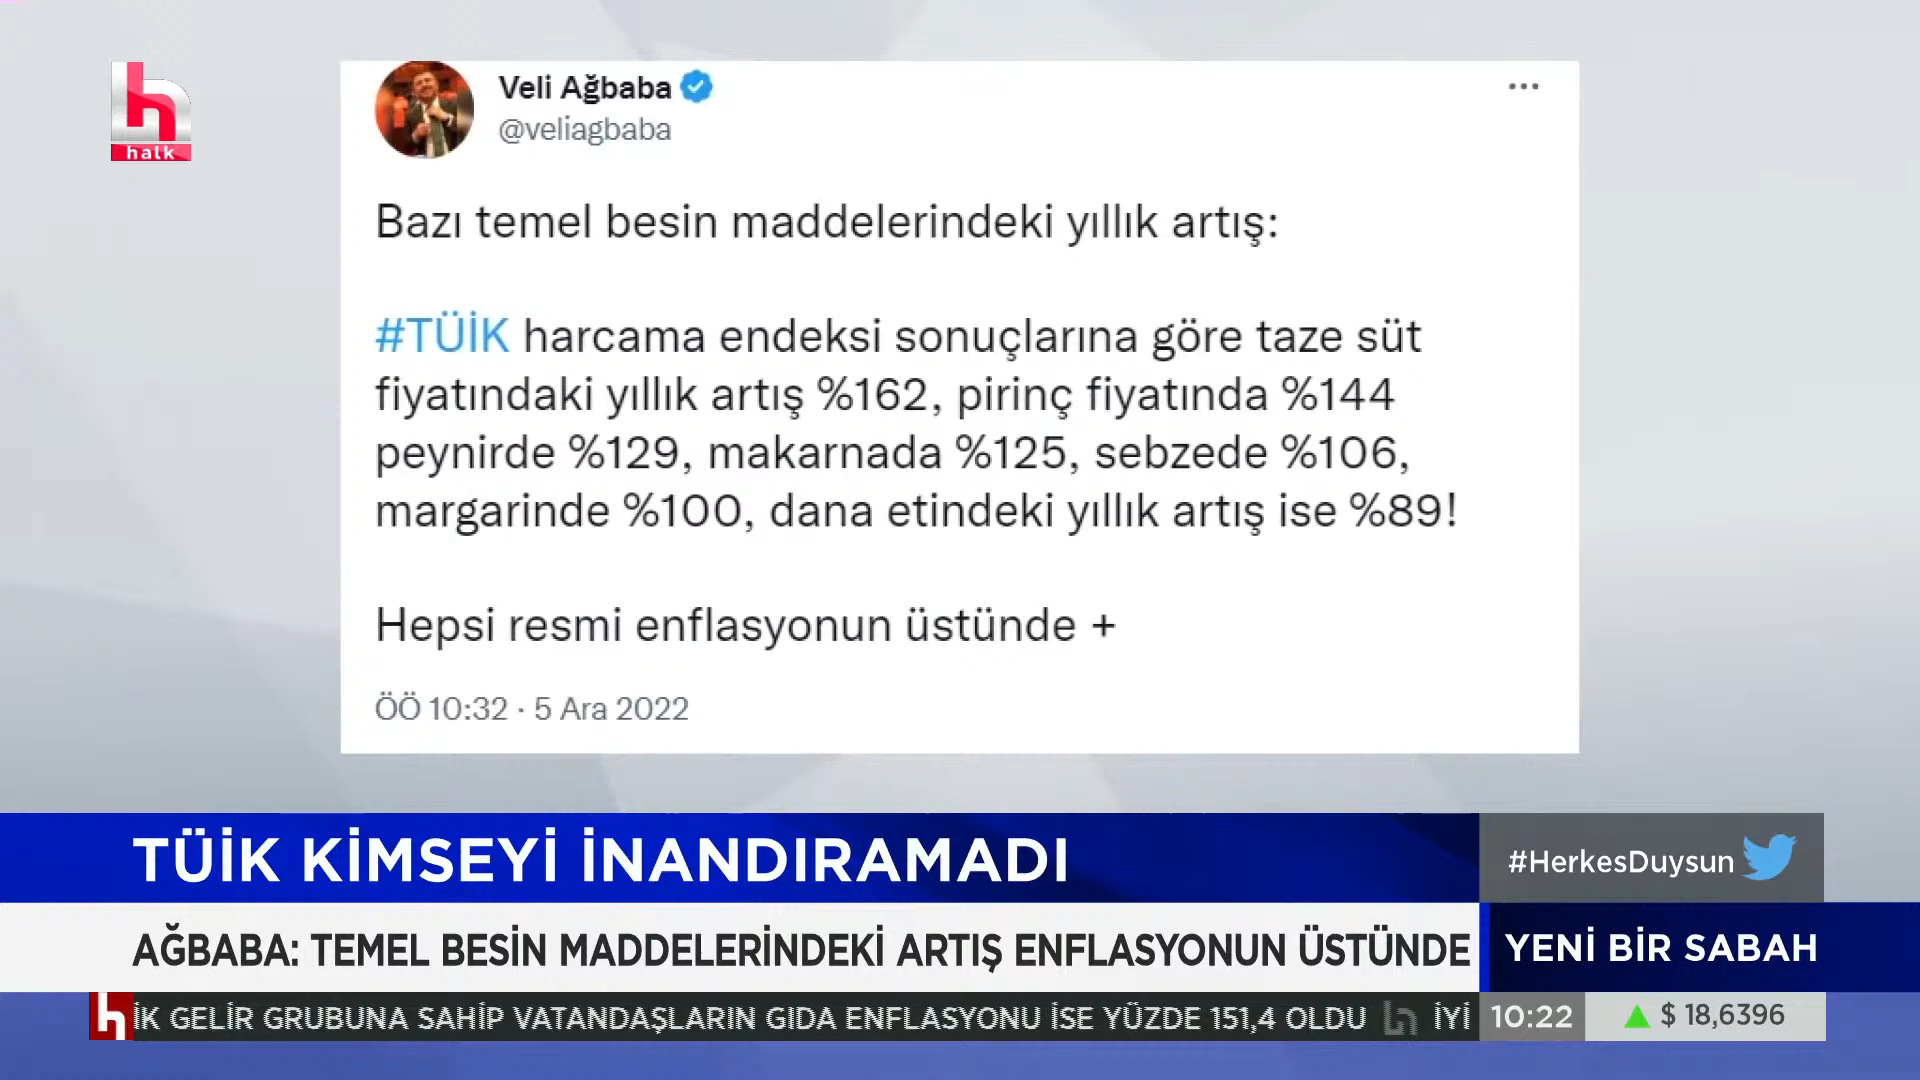 halk
Veli Ağbaba
@veliagbaba
Bazı temel besin maddelerindeki yıllık artış:
#TÜİK harcama endeksi sonuçlarına göre taze süt
fiyatındaki yıllık artış %162, pirinç fiyatında %144
peynirde %129, makarnada %125, sebzede %106,
margarinde %100, dana etindeki yıllık artış ise %89!
Hepsi resmi enflasyonun üstünde +
ÖÖ 10:32 · 5 Ara 2022
TÜİK KİMSEYİ İNANDIRAMADI
#HerkesDuysun
AĞBABA: TEMEL BESİN MADDELERİNDEKİ ARTIŞ ENFLASYONUN ÜSTÜNDE
YENİ BİR SABAH
İK GELİR GRUBUNA SAHİP VATANDAŞLARIN GIDA ENFLASYONU İSE YÜZDE 151,4 OLDU h İYİ
10:22
$ 18,6396